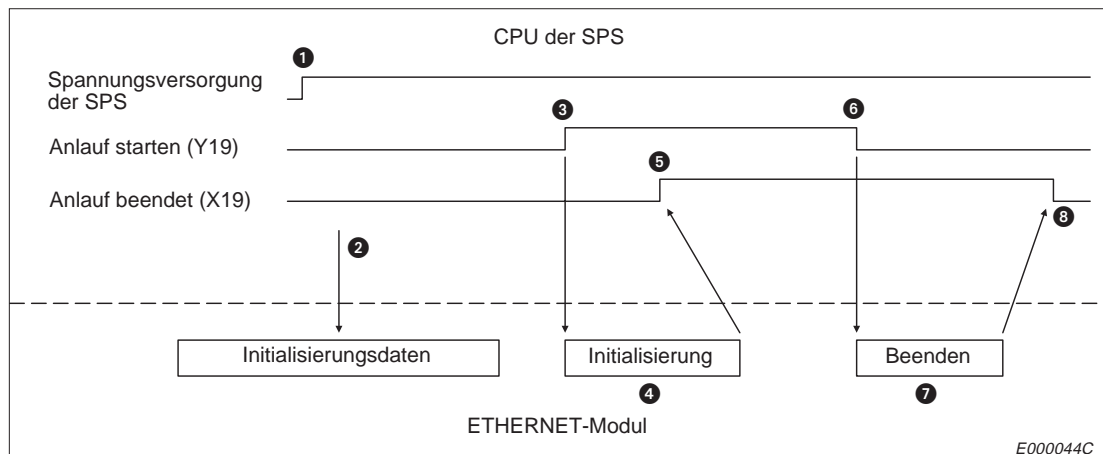 CPU der SPS
❶
Spannungsversorgung
der SPS
❸
❻
Anlauf starten (Y19)
❺
Anlauf beendet (X19)
❽
❷
Initialisierungsdaten
Initialisierung
Beenden
❹
❼
ETHERNET-Modul
E000044C